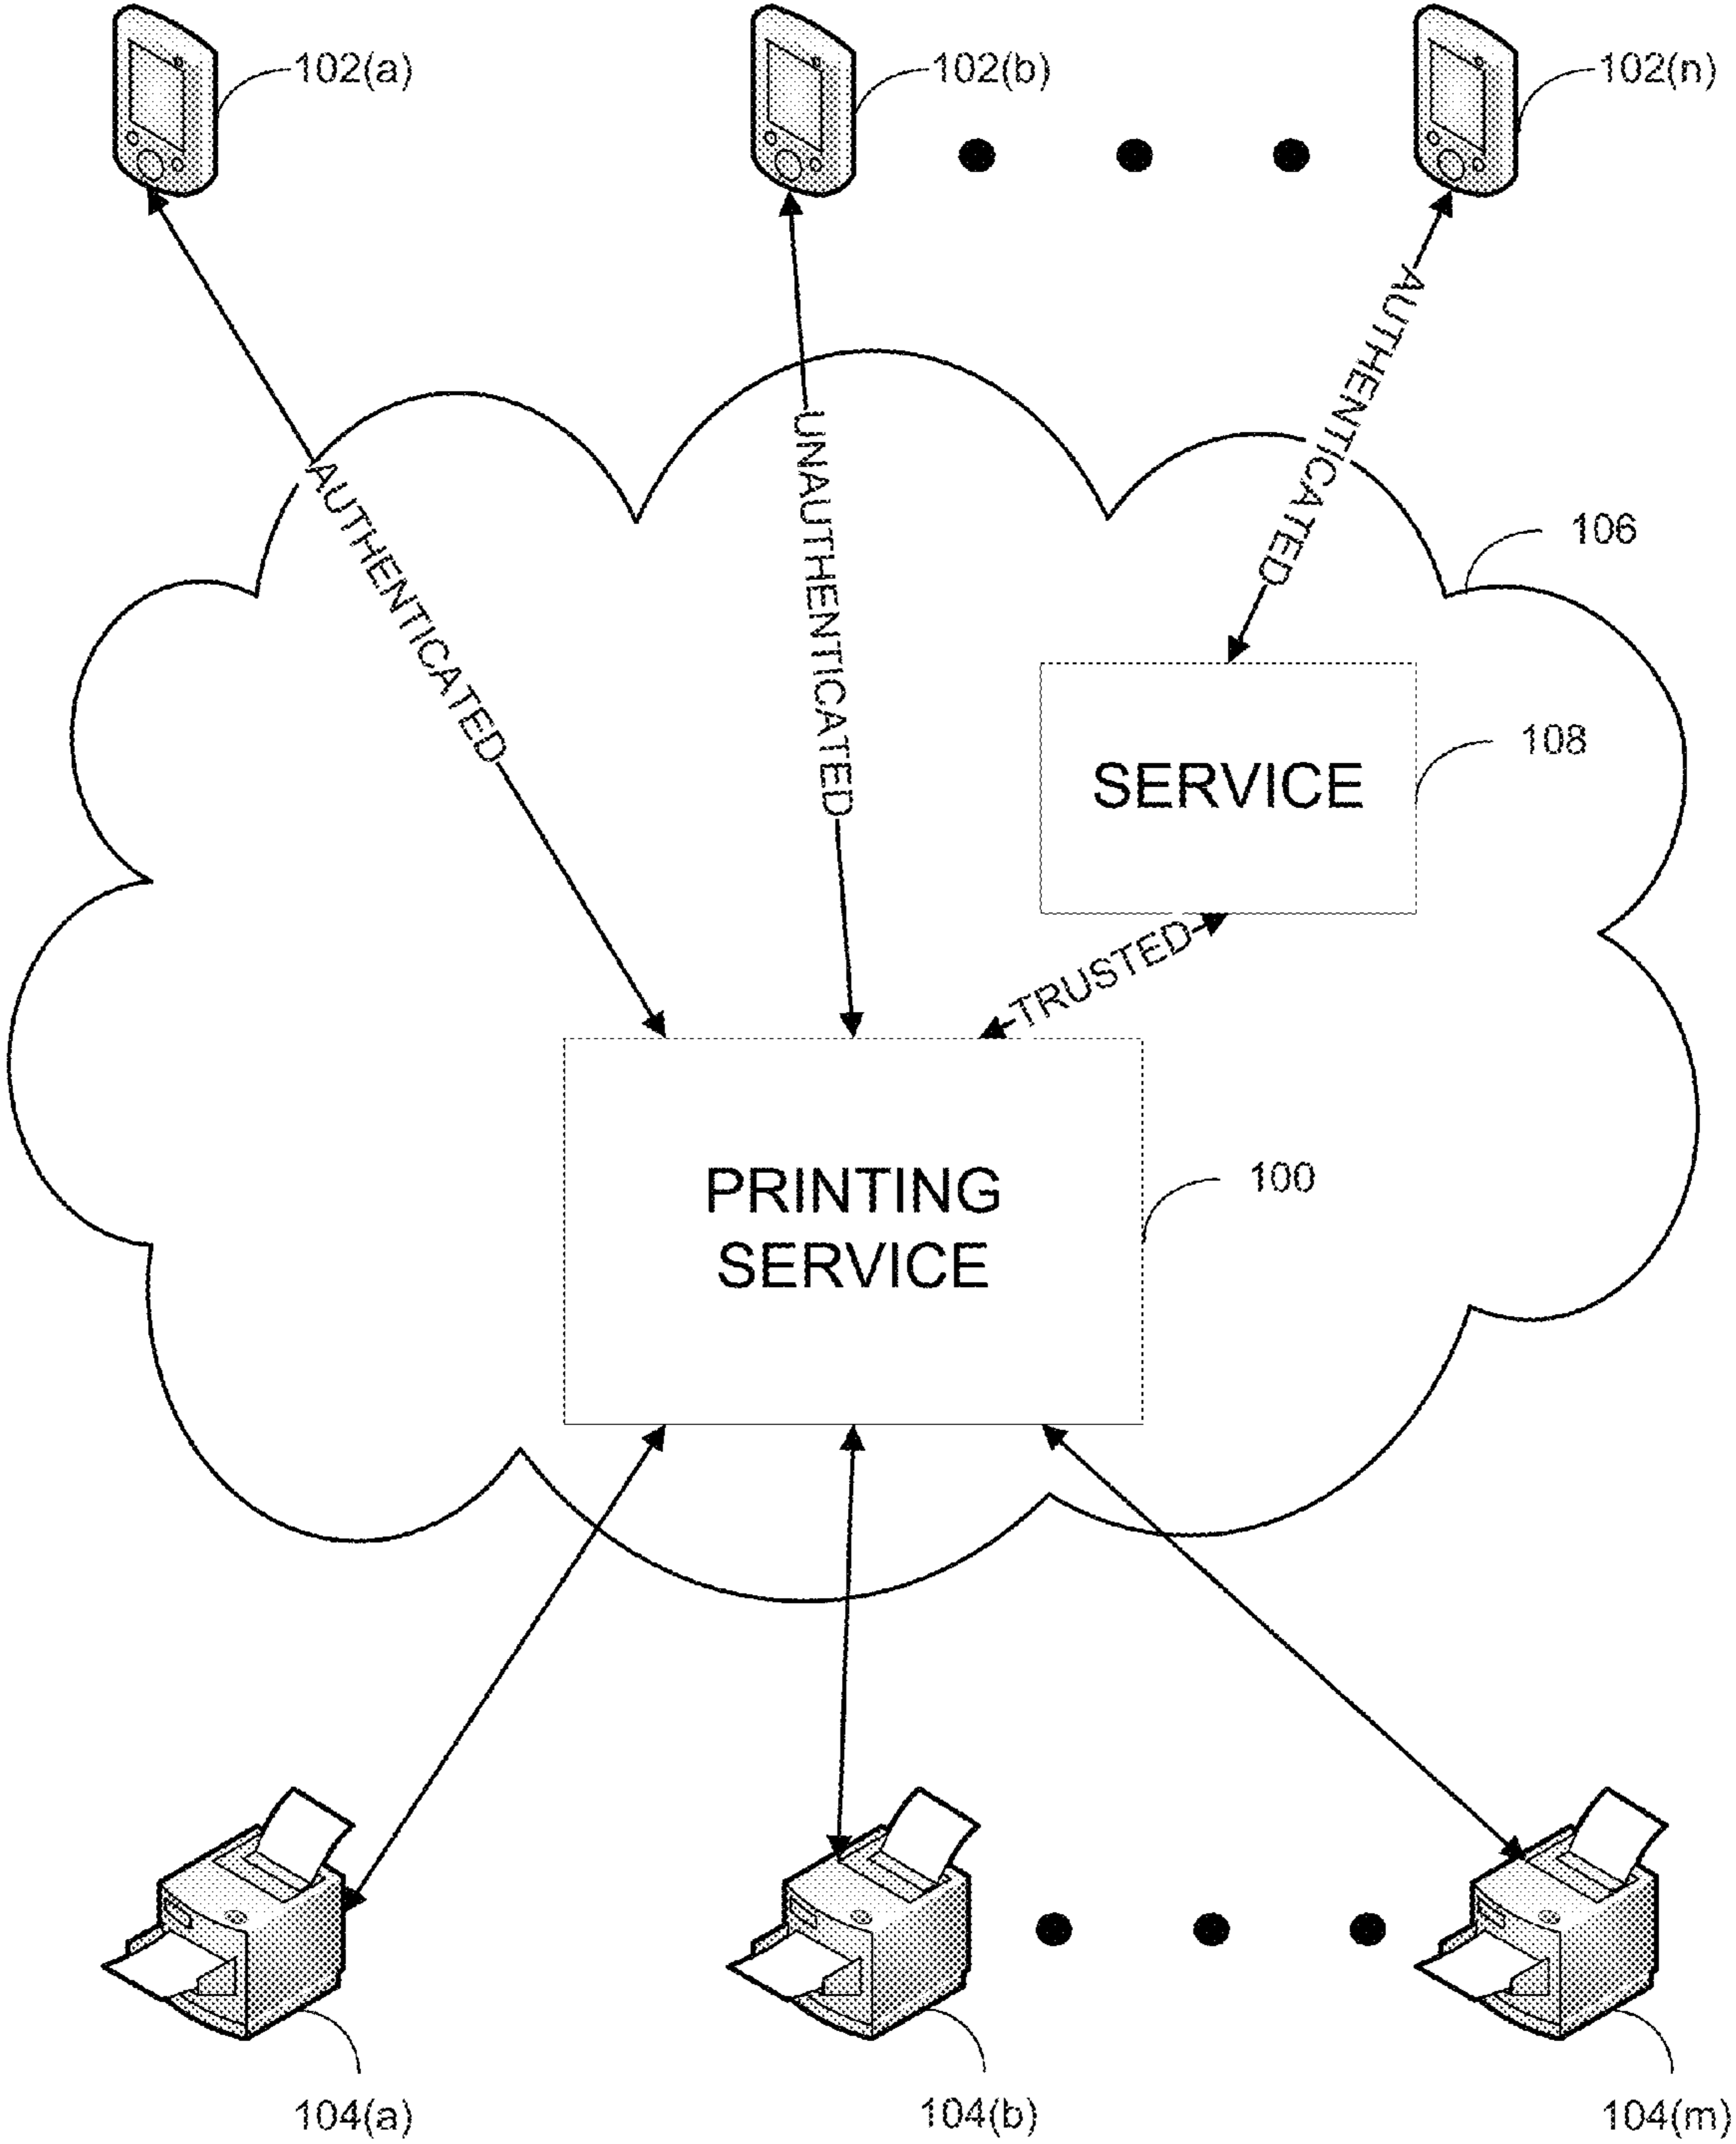 102(a)
102(b)
102(n)
AUTHENTICATED
UNAUTHENTICATED
AUTHENTICATED
106
SERVICE
108
TRUSTED
PRINTING
SERVICE
100
104(a)
104(b)
104(m)